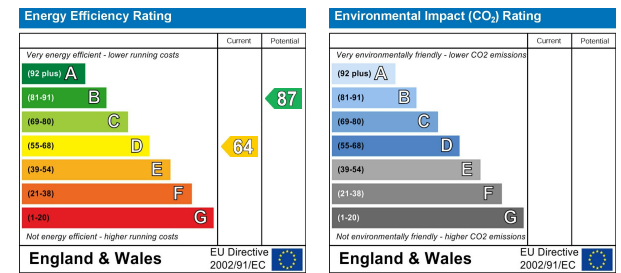 Energy Efficiency Rating
Current Potential
Very energy efficient - lower running costs
(92 plus) A
(81-91) B
87
(69-80) C
(55-68) D
64
(39-54) E
(21-38) F
(1-20) G
Not energy efficient - higher running costs
England & Wales
EU Directive
2002/91/EC
Environmental Impact (CO₂) Rating
Current Potential
Very environmentally friendly - lower CO2 emissions
(92 plus) A
(81-91) B
(69-80) C
(55-68) D
(39-54) E
(21-38) F
(1-20) G
Not environmentally friendly - higher CO2 emissions
England & Wales
EU Directive
2002/91/EC